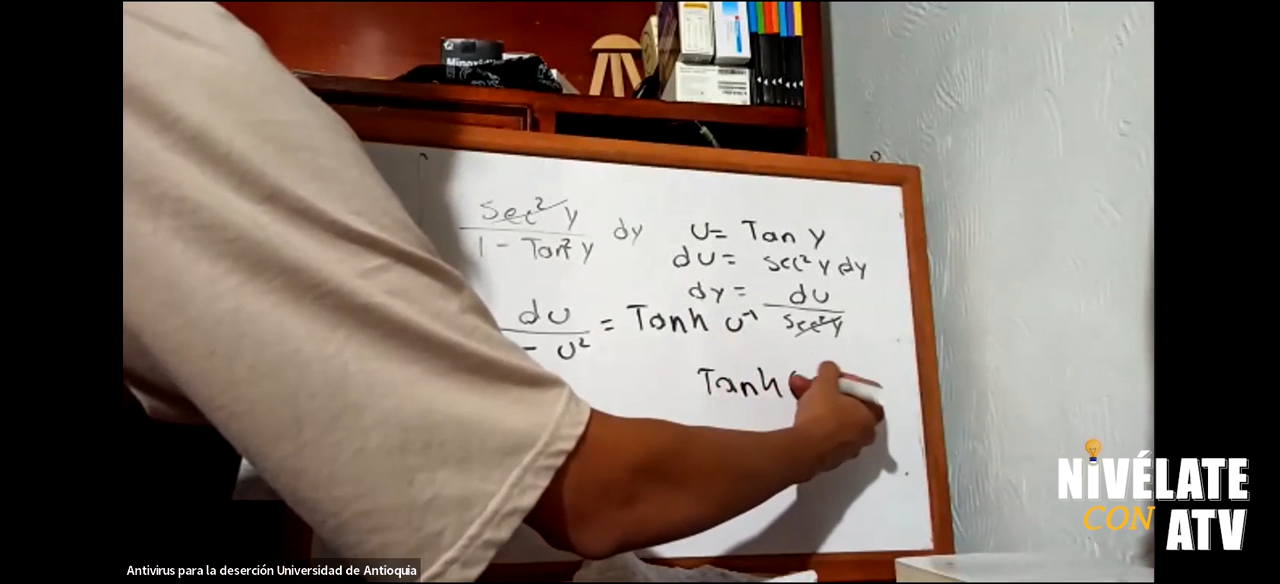 Minoxidil
Sec² y
1 - Tan² y
dy
U= Tan y
dU= sec² y dy
dy = dU
sec² y
dU
- U²
= Tanh U⁻¹
Tanh
NIVÉLATE
CON
ATV
Antivirus para la deserción Universidad de Antioquia